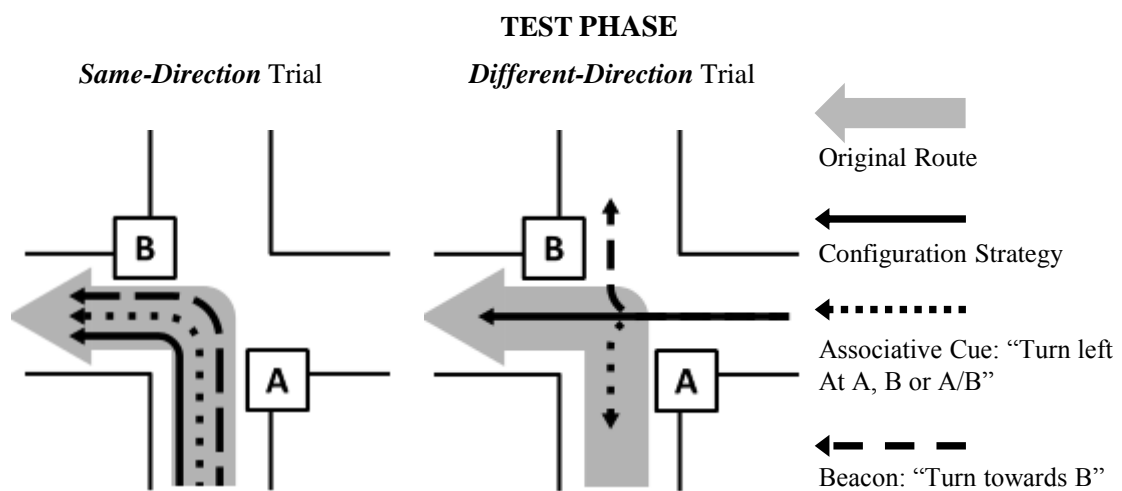 TEST PHASE
Same-Direction Trial
Different-Direction Trial
B
A
B
A
Original Route
Configuration Strategy
Associative Cue: “Turn left
At A, B or A/B”
Beacon: “Turn towards B”